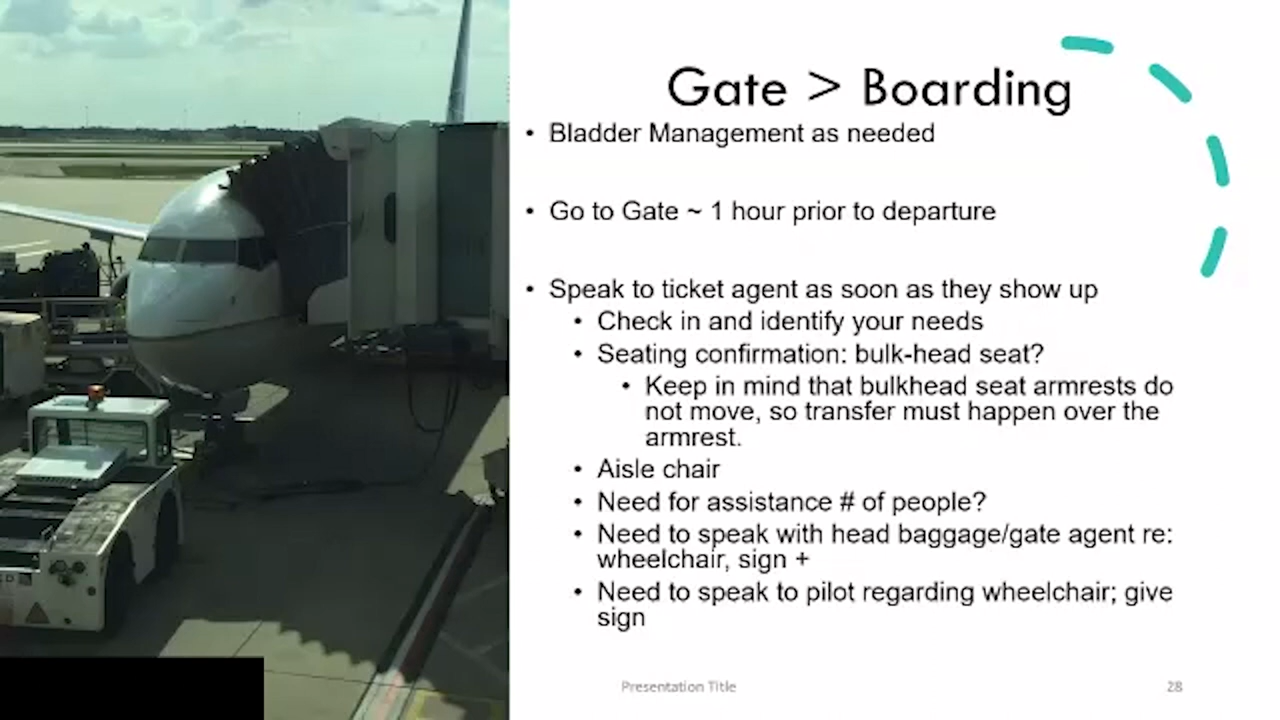 Gate > Boarding
• Bladder Management as needed
• Go to Gate ~ 1 hour prior to departure
• Speak to ticket agent as soon as they show up
• Check in and identify your needs
• Seating confirmation: bulk-head seat?
• Keep in mind that bulkhead seat armrests do
not move, so transfer must happen over the
armrest.
• Aisle chair
• Need for assistance # of people?
• Need to speak with head baggage/gate agent re:
wheelchair, sign +
• Need to speak to pilot regarding wheelchair; give
sign
Presentation Title
28